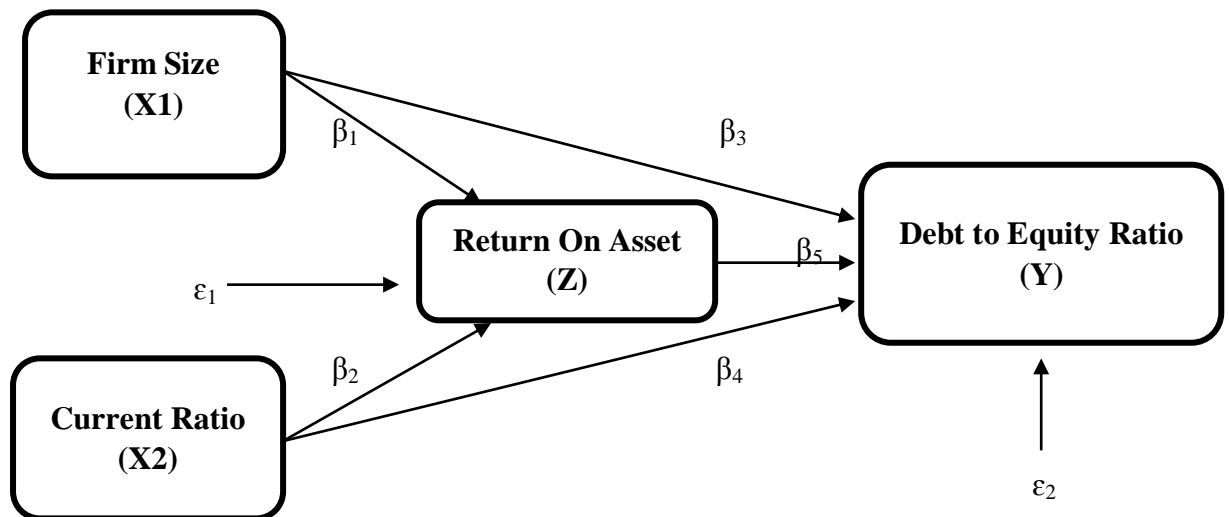 Firm Size
(X1)
β1
β3
Return On Asset
(Z)
β5
Debt to Equity Ratio
(Y)
ε1
β2
β4
Current Ratio
(X2)
ε2